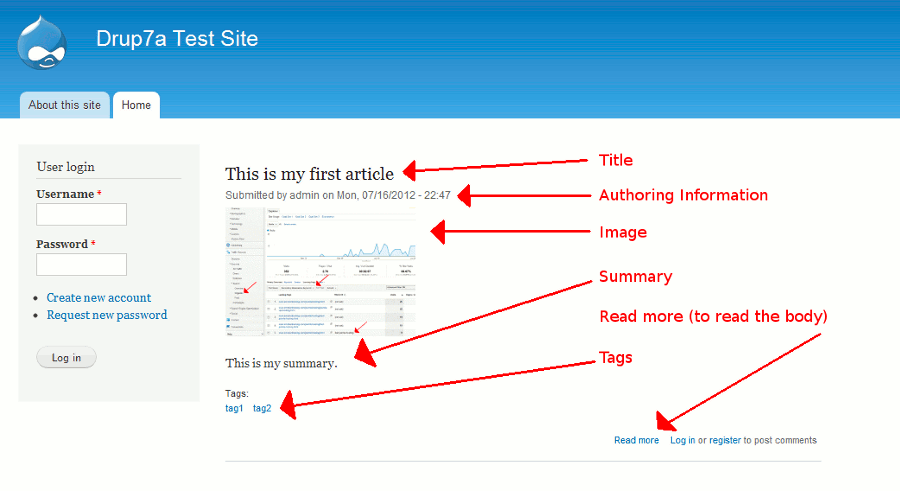 Drup7a Test Site
About this site
Home
User login
Username *
Password *
Create new account
Request new password
Log in
This is my first article
Title
Submitted by admin on Mon, 07/16/2012 - 22:47
Authoring Information
Image
Summary
This is my summary.
Read more (to read the body)
Tags
Tags:
tag1 tag2
Read more Log in or register to post comments